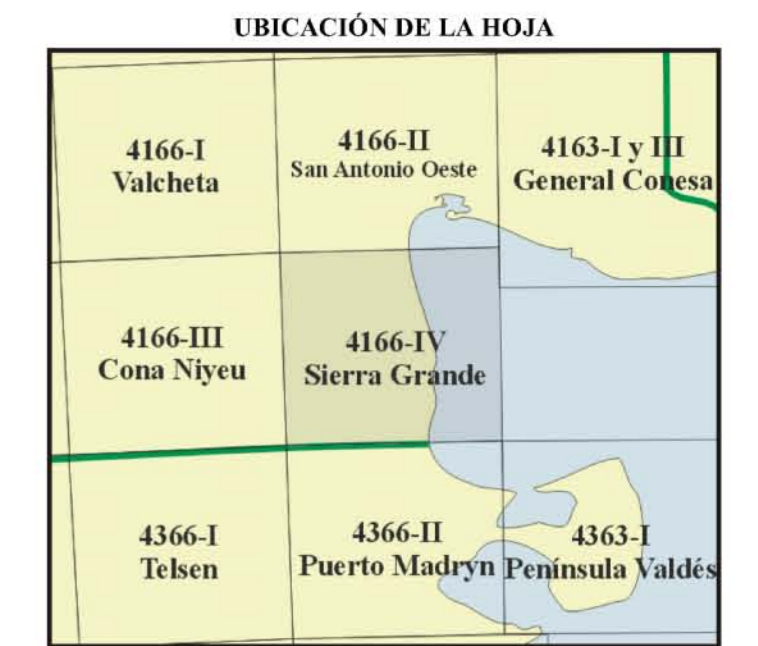 UBICACIÓN DE LA HOJA
4166-I
Valcheta
4166-II
San Antonio Oeste
4163-I y III
General Conesa
4166-III
Cona Niyeu
4166-IV
Sierra Grande
4366-I
Telsen
4366-II
Puerto Madryn
4363-I
Península Valdés